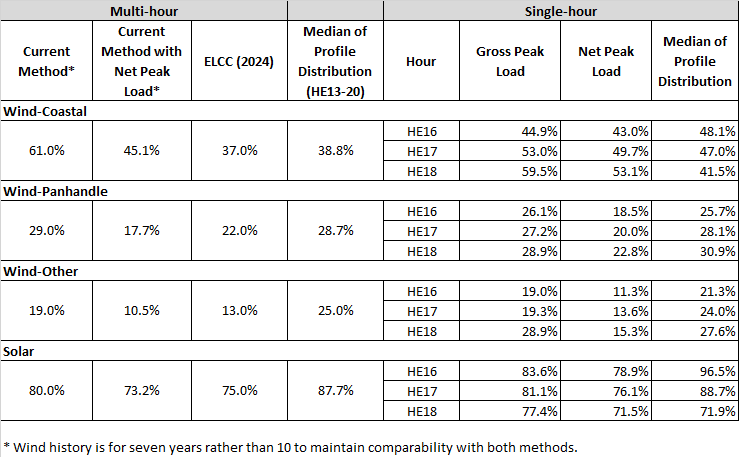 Multi-hour Single-hour
Current Method* Current Method with Net Peak Load* ELCC (2024) Median of Profile Distribution (HE13-20) Hour Gross Peak Load Net Peak Load Median of Profile Distribution
Wind-Coastal
61.0% 45.1% 37.0% 38.8% HE16 44.9% 43.0% 48.1%
HE17 53.0% 49.7% 47.0%
HE18 59.5% 53.1% 41.5%
Wind-Panhandle
29.0% 17.7% 22.0% 28.7% HE16 26.1% 18.5% 25.7%
HE17 27.2% 20.0% 28.1%
HE18 28.9% 22.8% 30.9%
Wind-Other
19.0% 10.5% 13.0% 25.0% HE16 19.0% 11.3% 21.3%
HE17 19.3% 13.6% 24.0%
HE18 28.9% 15.3% 27.6%
Solar
80.0% 73.2% 75.0% 87.7% HE16 83.6% 78.9% 96.5%
HE17 81.1% 76.1% 88.7%
HE18 77.4% 71.5% 71.9%
* Wind history is for seven years rather than 10 to maintain comparability with both methods.